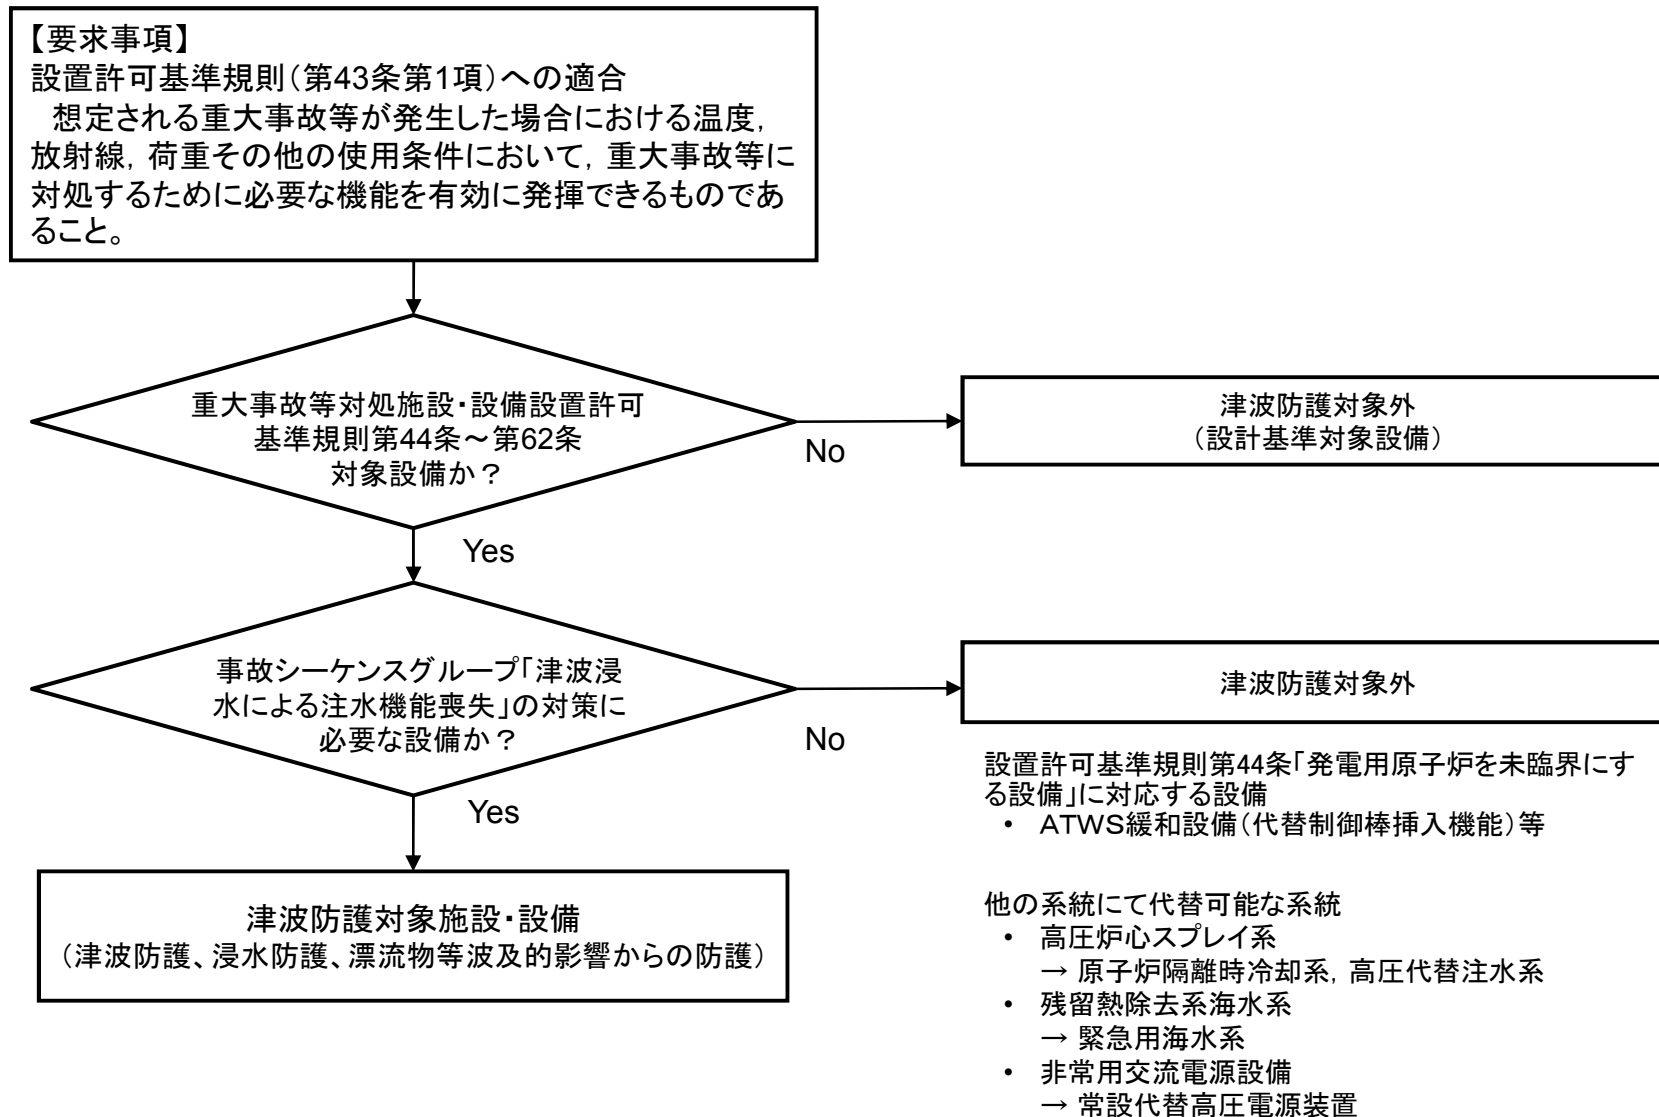 【要求事項】
設置許可基準規則（第43条第1項）への適合
　想定される重大事故等が発生した場合における温度，
放射線，荷重その他の使用条件において，重大事故等に
対処するために必要な機能を有効に発揮できるものであ
ること。
重大事故等対処施設・設備設置許可
基準規則第44条～第62条
対象設備か？
No
津波防護対象外
（設計基準対象設備）
Yes
事故シーケンスグループ「津波浸
水による注水機能喪失」の対策に
必要な設備か？
No
津波防護対象外
Yes
津波防護対象施設・設備
（津波防護、浸水防護、漂流物等波及的影響からの防護）
設置許可基準規則第44条「発電用原子炉を未臨界にす
る設備」に対応する設備
• ＡＴＷＳ緩和設備（代替制御棒挿入機能）等
他の系統にて代替可能な系統
• 高圧炉心スプレイ系
→ 原子炉隔離時冷却系，高圧代替注水系
• 残留熱除去系海水系
→ 緊急用海水系
• 非常用交流電源設備
→ 常設代替高圧電源装置